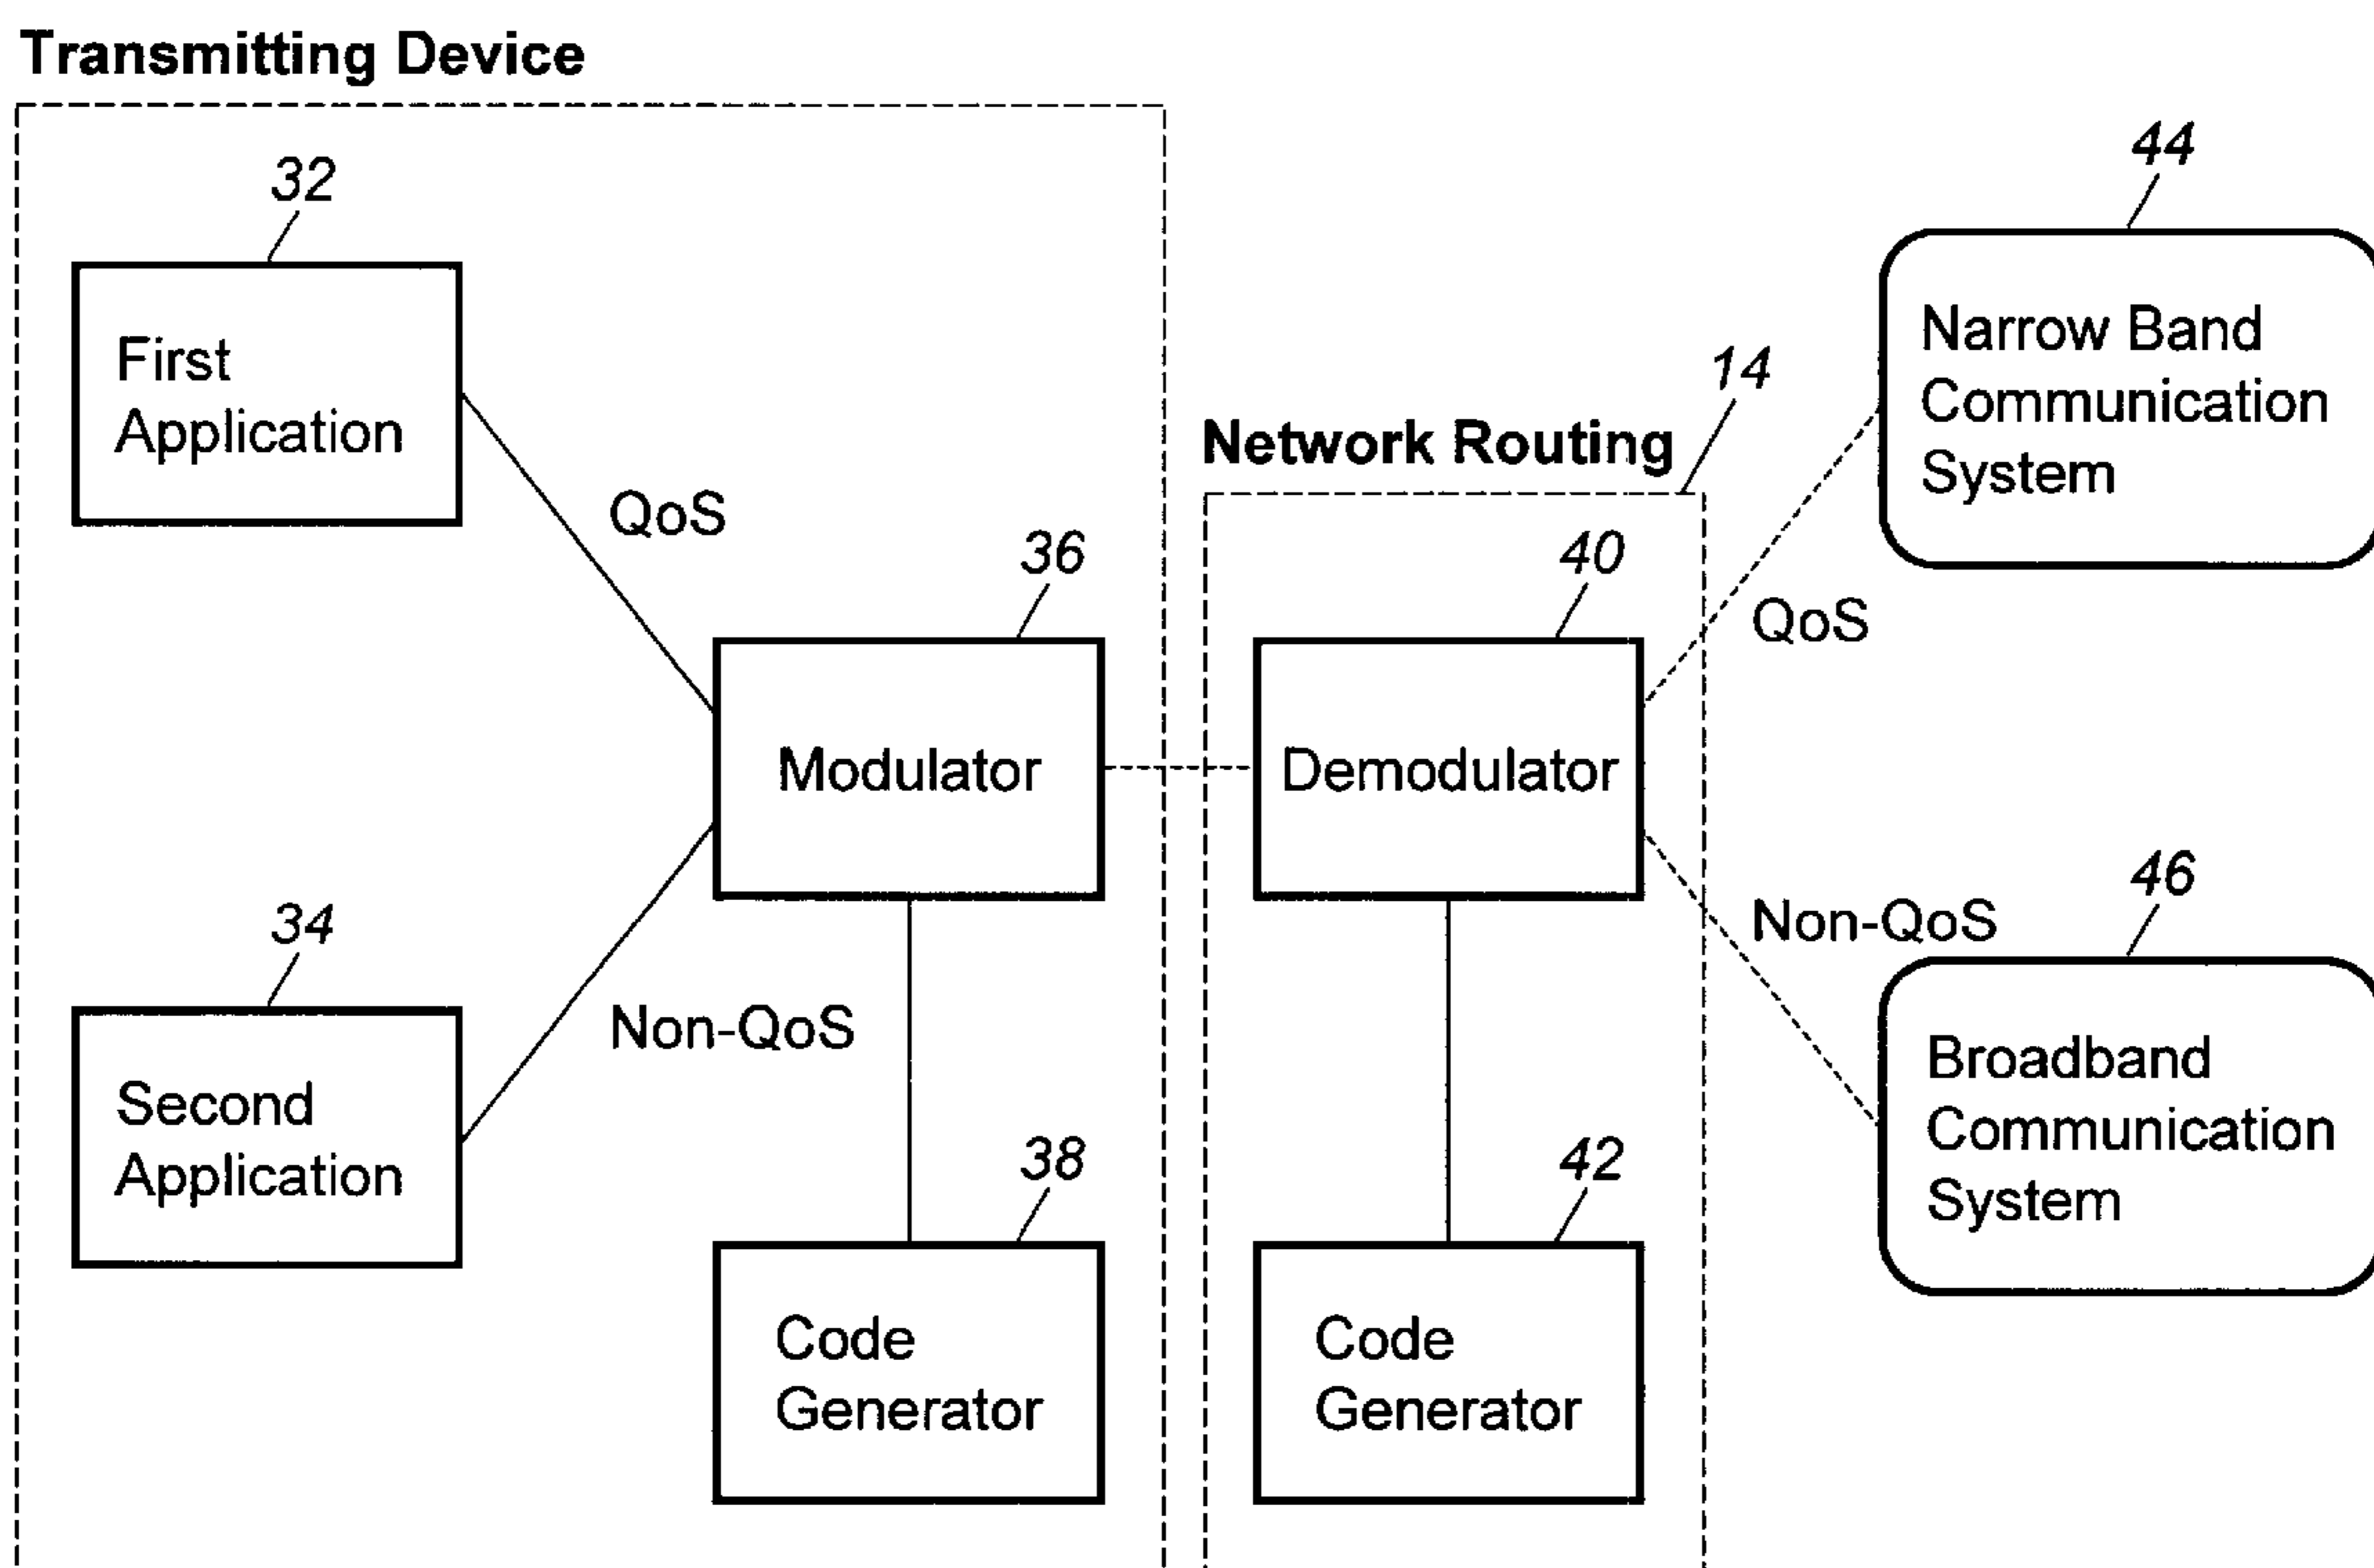 Transmitting Device
32
First
Application
QoS
34
Second
Application
Non-QoS
36
Modulator
38
Code
Generator
Network Routing
14
40
Demodulator
42
Code
Generator
QoS
44
Narrow Band
Communication
System
Non-QoS
46
Broadband
Communication
System